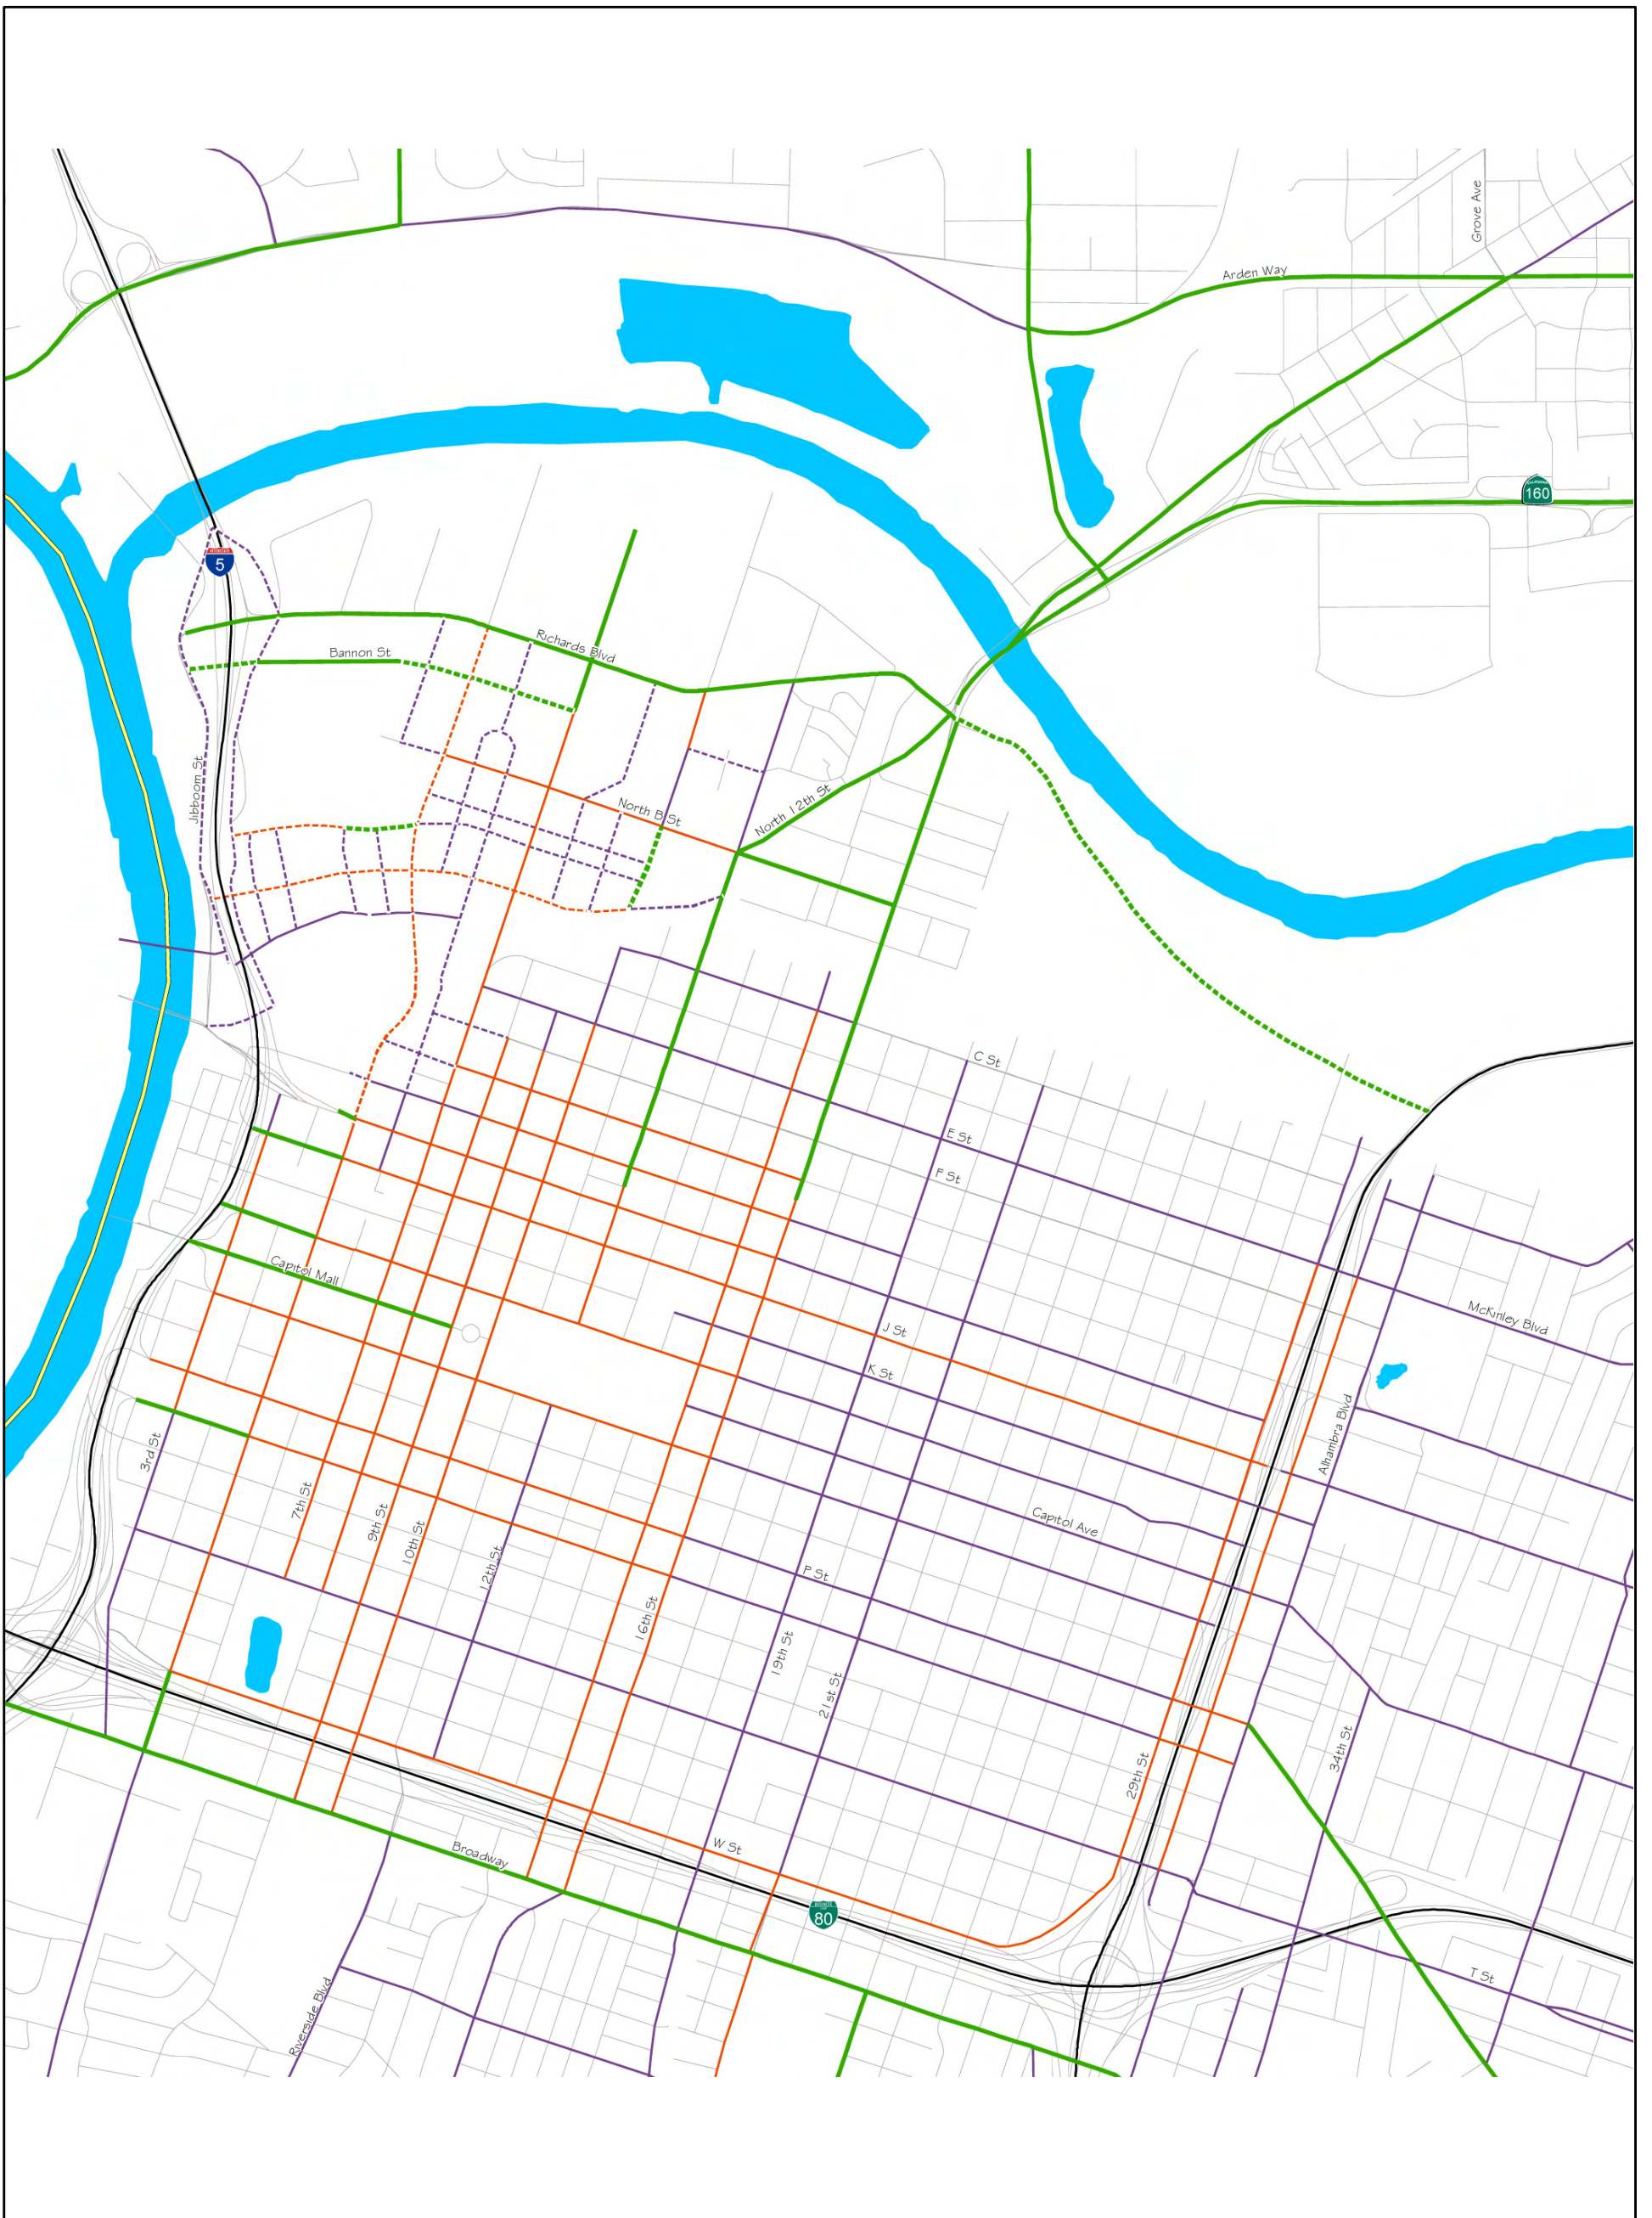 Grove Ave
Arden Way
CALIFORNIA
160
INTERSTATE
5
Richards Blvd
Bannon St
Jibboom St
North B St
North 12th St
C St
E St
F St
Capitol Mall
McKinley Blvd
J St
K St
Alhambra Blvd
3rd St
7th St
9th St
10th St
Capitol Ave
12th St
P St
16th St
19th St
21st St
34th St
29th St
W St
Broadway
80
T St
Riverside Blvd